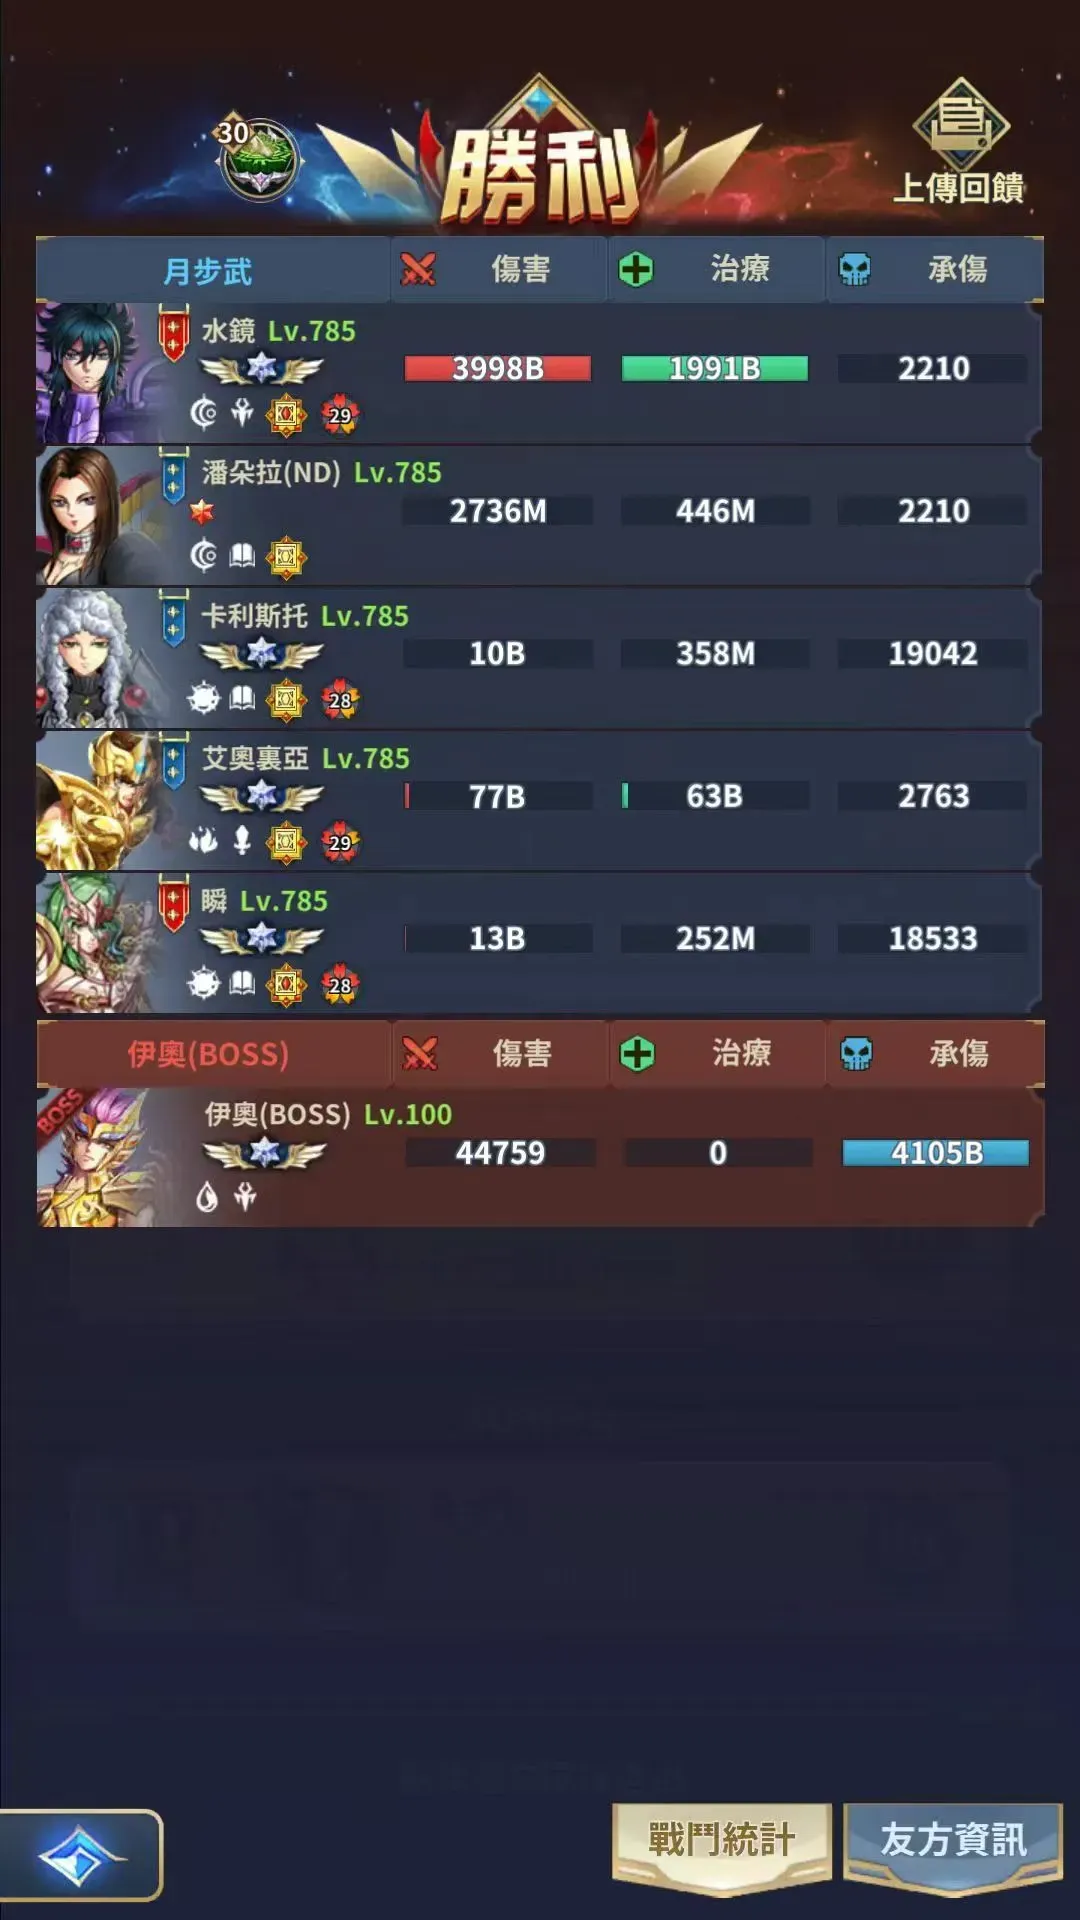 30
勝利
上傳回饋
月步武 傷害 治療 承傷
水鏡 Lv.785
3998B 1991B 2210
29
潘朵拉(ND) Lv.785
2736M 446M 2210
卡利斯托 Lv.785
10B 358M 19042
28
艾奧裏亞 Lv.785
77B 63B 2763
29
瞬 Lv.785
13B 252M 18533
28
伊奧(BOSS) 傷害 治療 承傷
BOSS
伊奧(BOSS) Lv.100
44759 0 4105B
戰鬥統計 友方資訊